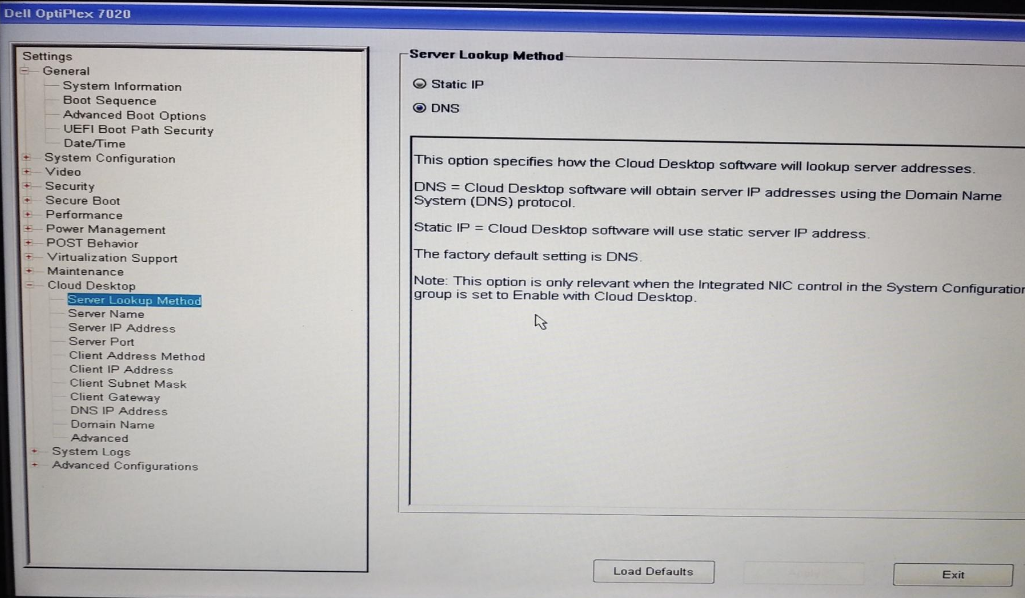 Dell OptiPlex 7020
Settings
General
System Information
Boot Sequence
Advanced Boot Options
UEFI Boot Path Security
Date/Time
System Configuration
Video
Security
Secure Boot
Performance
Power Management
POST Behavior
Virtualization Support
Maintenance
Cloud Desktop
Server Lookup Method
Server Name
Server IP Address
Server Port
Client Address Method
Client IP Address
Client Subnet Mask
Client Gateway
DNS IP Address
Domain Name
Advanced
System Logs
Advanced Configurations
Server Lookup Method
Static IP
DNS
This option specifies how the Cloud Desktop software will lookup server addresses.
DNS = Cloud Desktop software will obtain server IP addresses using the Domain Name
System (DNS) protocol.
Static IP = Cloud Desktop software will use static server IP address.
The factory default setting is DNS.
Note: This option is only relevant when the Integrated NIC control in the System Configuration
group is set to Enable with Cloud Desktop.
Load Defaults
Exit